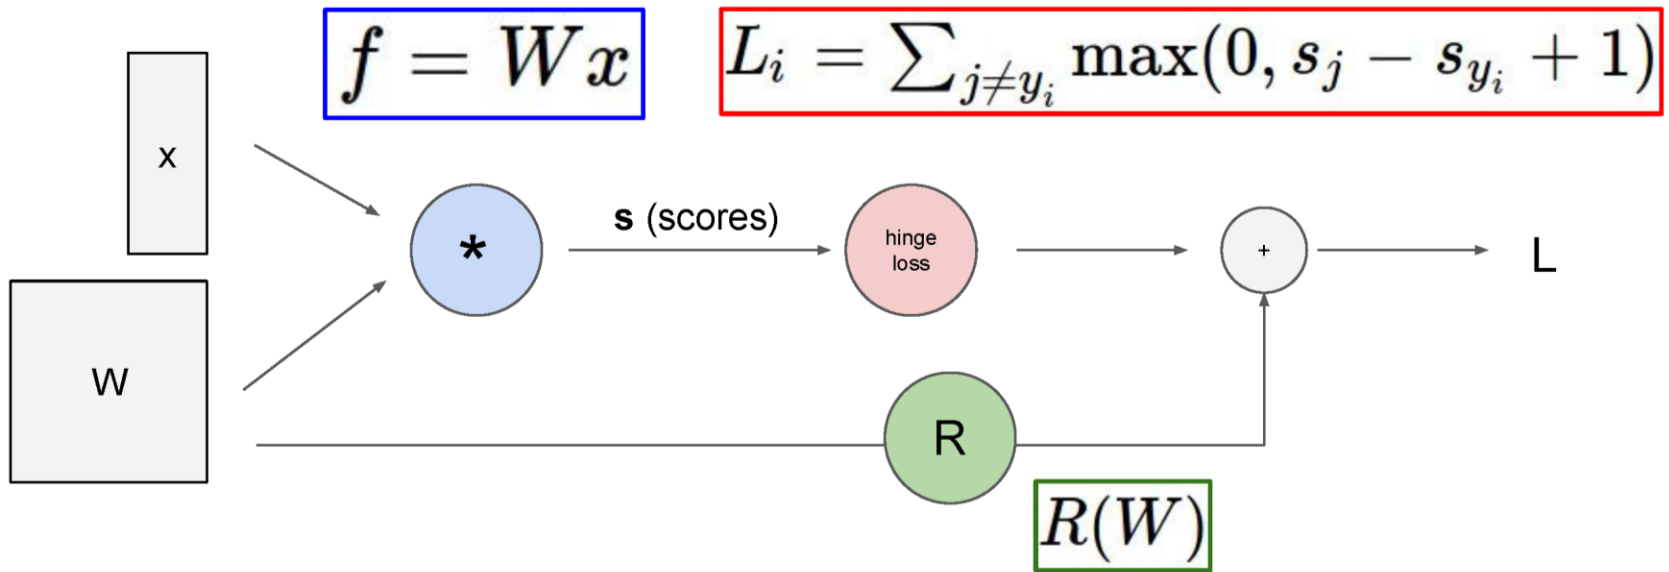 f = Wx
L_i = ∑_{j≠y_i} max(0, s_j − s_{y_i} + 1)
x
s (scores)
*
hinge
loss
+
L
W
R
R(W)